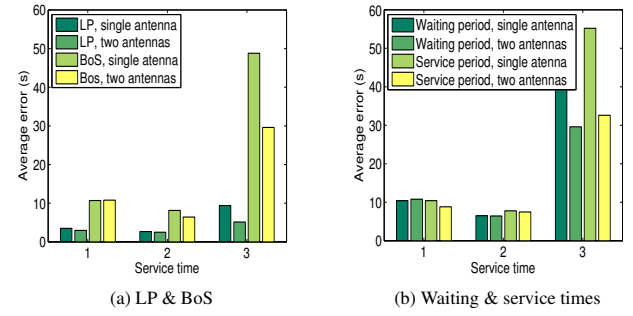 60
50
40
30
20
10
0
Average error (s)
LP, single antenna
LP, two antennas
BoS, single atenna
Bos, two antennas
1 2 3
Service time
(a) LP & BoS
60
50
40
30
20
10
0
Average error (s)
Waiting period, single antenna
Waiting period, two antennas
Service period, single antenna
Service period, two antennas
1 2 3
Service time
(b) Waiting & service times